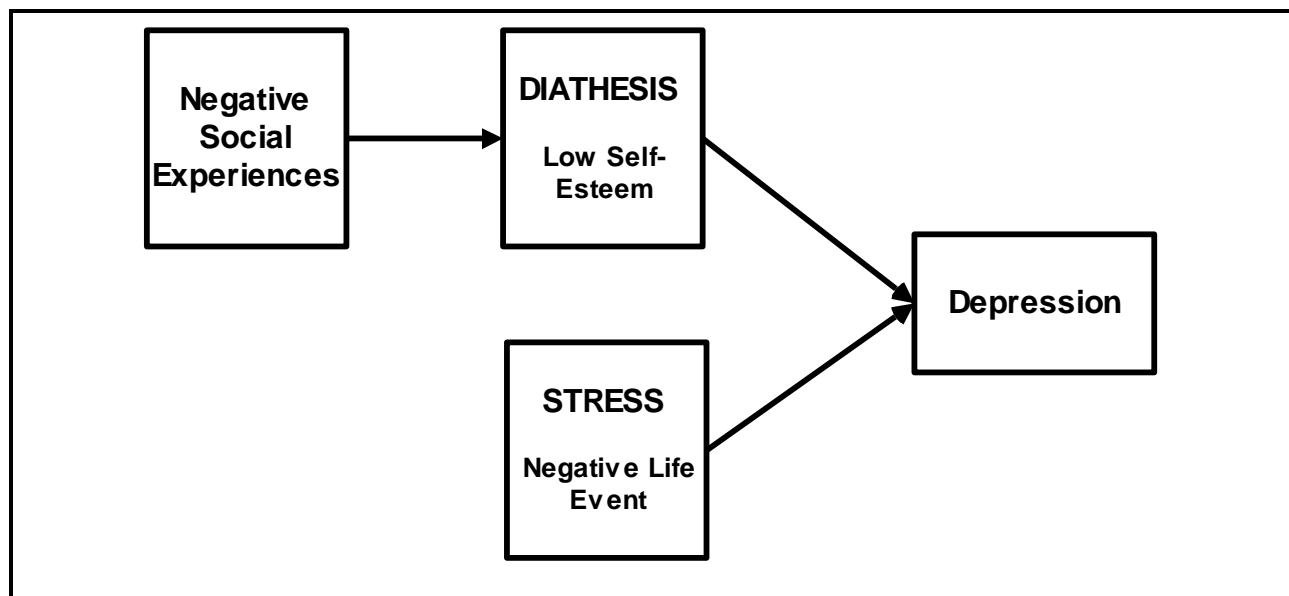 Negative
Social
Experiences
DIATHESIS
Low Self-
Esteem
Depression
STRESS
Negative Life
Event